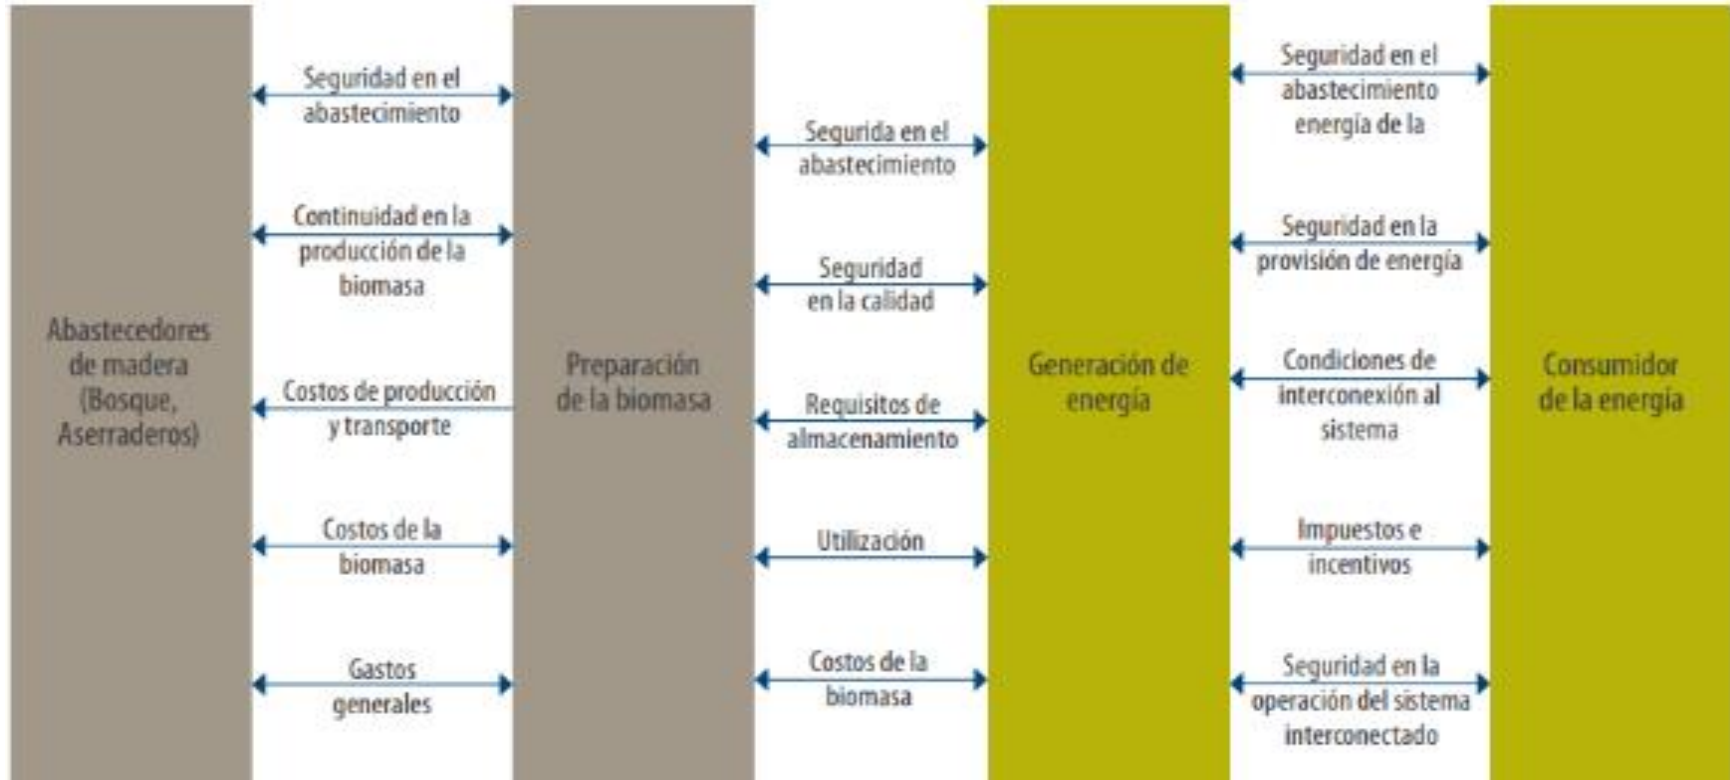 Abastecedores
de madera
(Bosque,
Aserraderos)
Seguridad en el
abastecimiento
Continuidad en la
producción de la
biomasa
Costos de producción
y transporte
Costos de la
biomasa
Gastos
generales
Preparación
de la biomasa
Segurida en el
abastecimiento
Seguridad
en la calidad
Requisitos de
almacenamiento
Utilización
Costos de la
biomasa
Generación de
energía
Seguridad en el
abastecimiento
energía de la
Seguridad en la
provisión de energía
Condiciones de
interconexión al
sistema
Impuestos e
incentivos
Seguridad en la
operación del sistema
interconectado
Consumidor
de la energía